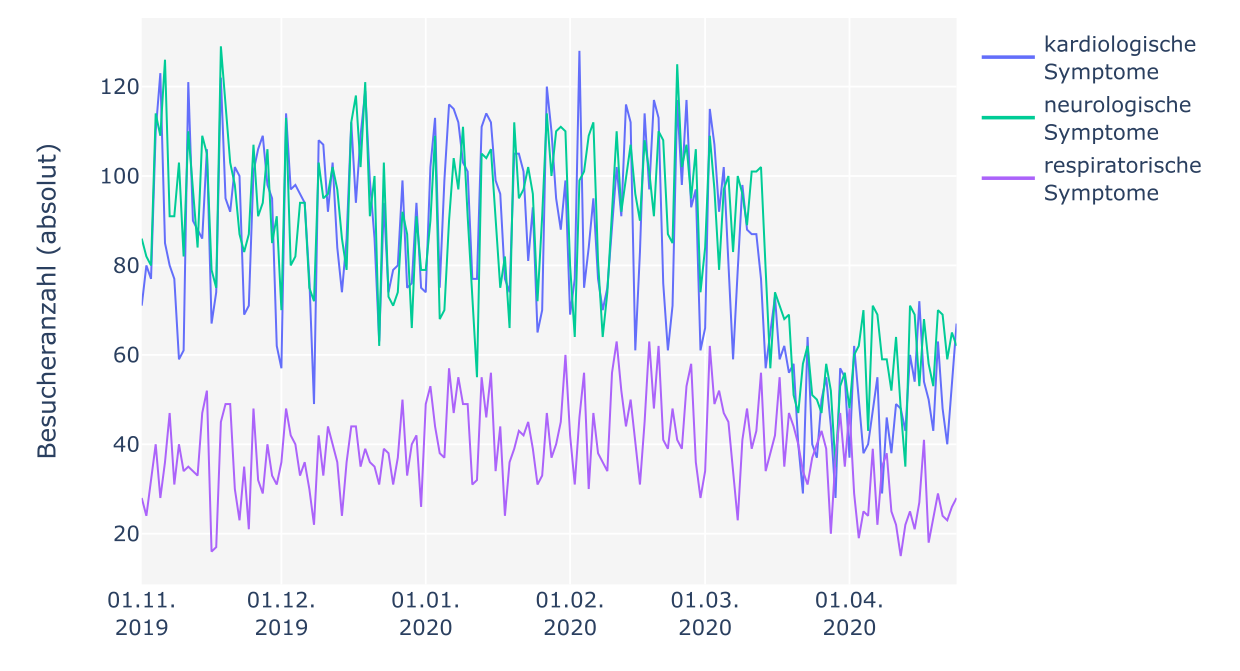 Besucheranzahl (absolut)
120
100
80
60
40
20
01.11.
2019
01.12.
2019
01.01.
2020
01.02.
2020
01.03.
2020
01.04.
2020
kardiologische
Symptome
neurologische
Symptome
respiratorische
Symptome